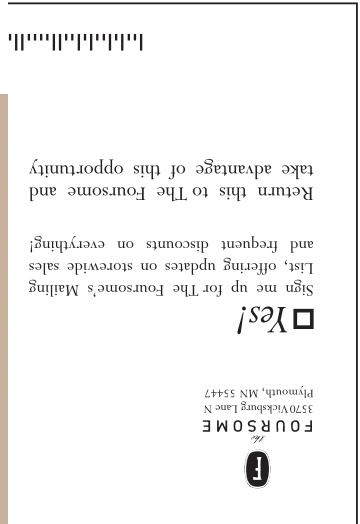 F
The
FOURSOME
3570 Vicksburg Lane N
Plymouth, MN 55447
Yes!
Sign me up for The Foursome's Mailing
List, offering updates on storewide sales
and frequent discounts on everything!
Return this to The Foursome and
take advantage of this opportunity